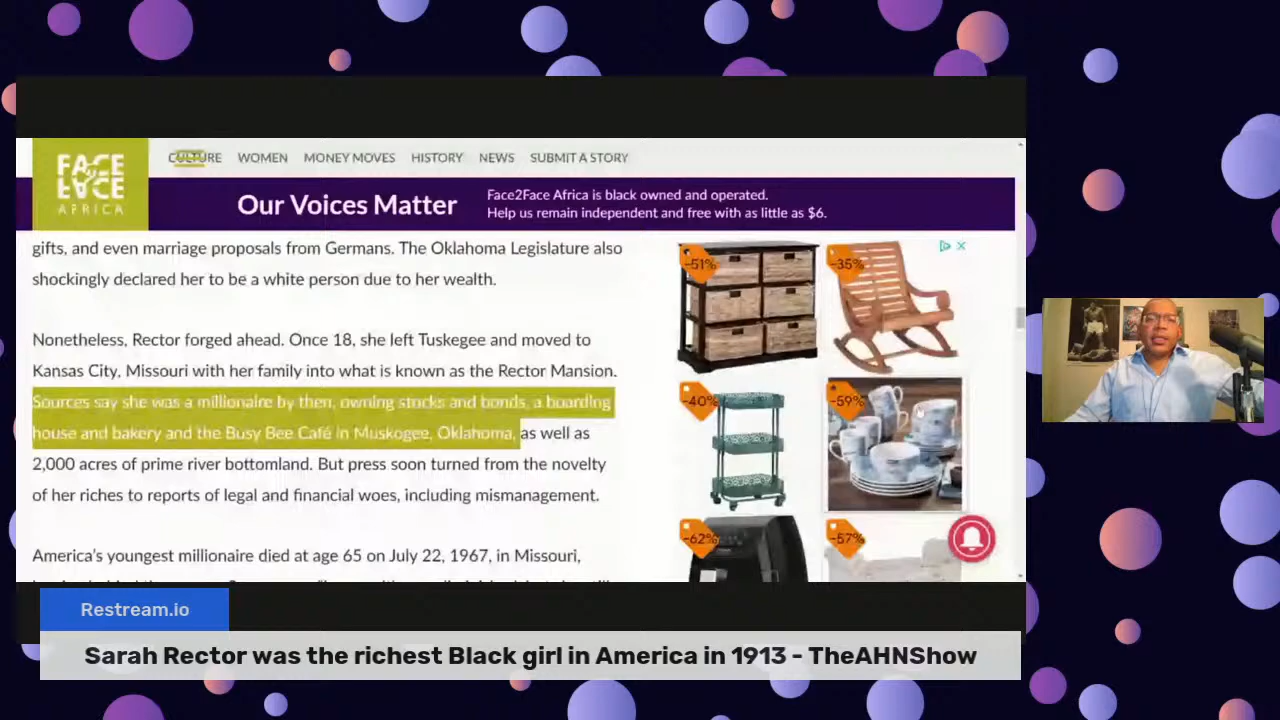 FACE
2
FACE
AFRICA
CULTURE WOMEN MONEY MOVES HISTORY NEWS SUBMIT A STORY
Our Voices Matter
Face2Face Africa is black owned and operated.
Help us remain independent and free with as little as $6.
gifts, and even marriage proposals from Germans. The Oklahoma Legislature also
shockingly declared her to be a white person due to her wealth.
Nonetheless, Rector forged ahead. Once 18, she left Tuskegee and moved to
Kansas City, Missouri with her family into what is known as the Rector Mansion.
Sources say she was a millionaire by then, owning stocks and bonds, a boarding
house and bakery and the Busy Bee Café in Muskogee, Oklahoma, as well as
2,000 acres of prime river bottomland. But press soon turned from the novelty
of her riches to reports of legal and financial woes, including mismanagement.
America's youngest millionaire died at age 65 on July 22, 1967, in Missouri,
-51%
-35%
-40%
-59%
-62%
-57%
Restream.io
Sarah Rector was the richest Black girl in America in 1913 - TheAHNShow